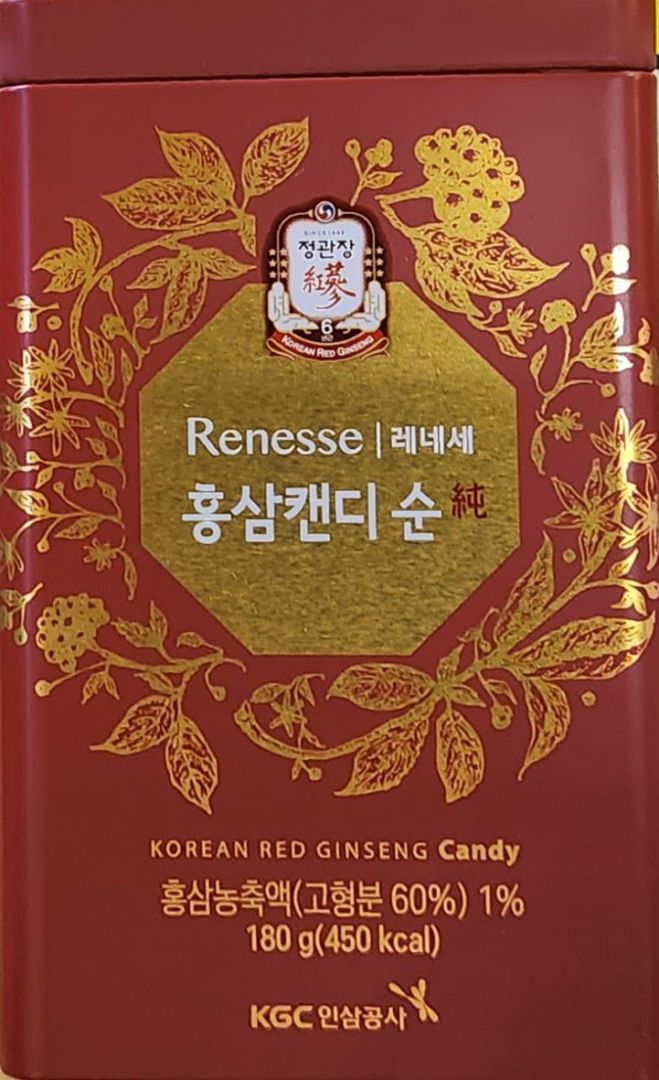 SINCE 1899
정관장
紅蔘
6
년근
KOREAN RED GINSENG
Renesse | 레네세
홍삼캔디 순 純
KOREAN RED GINSENG Candy
홍삼농축액(고형분 60%) 1%
180 g(450 kcal)
KGC 인삼공사